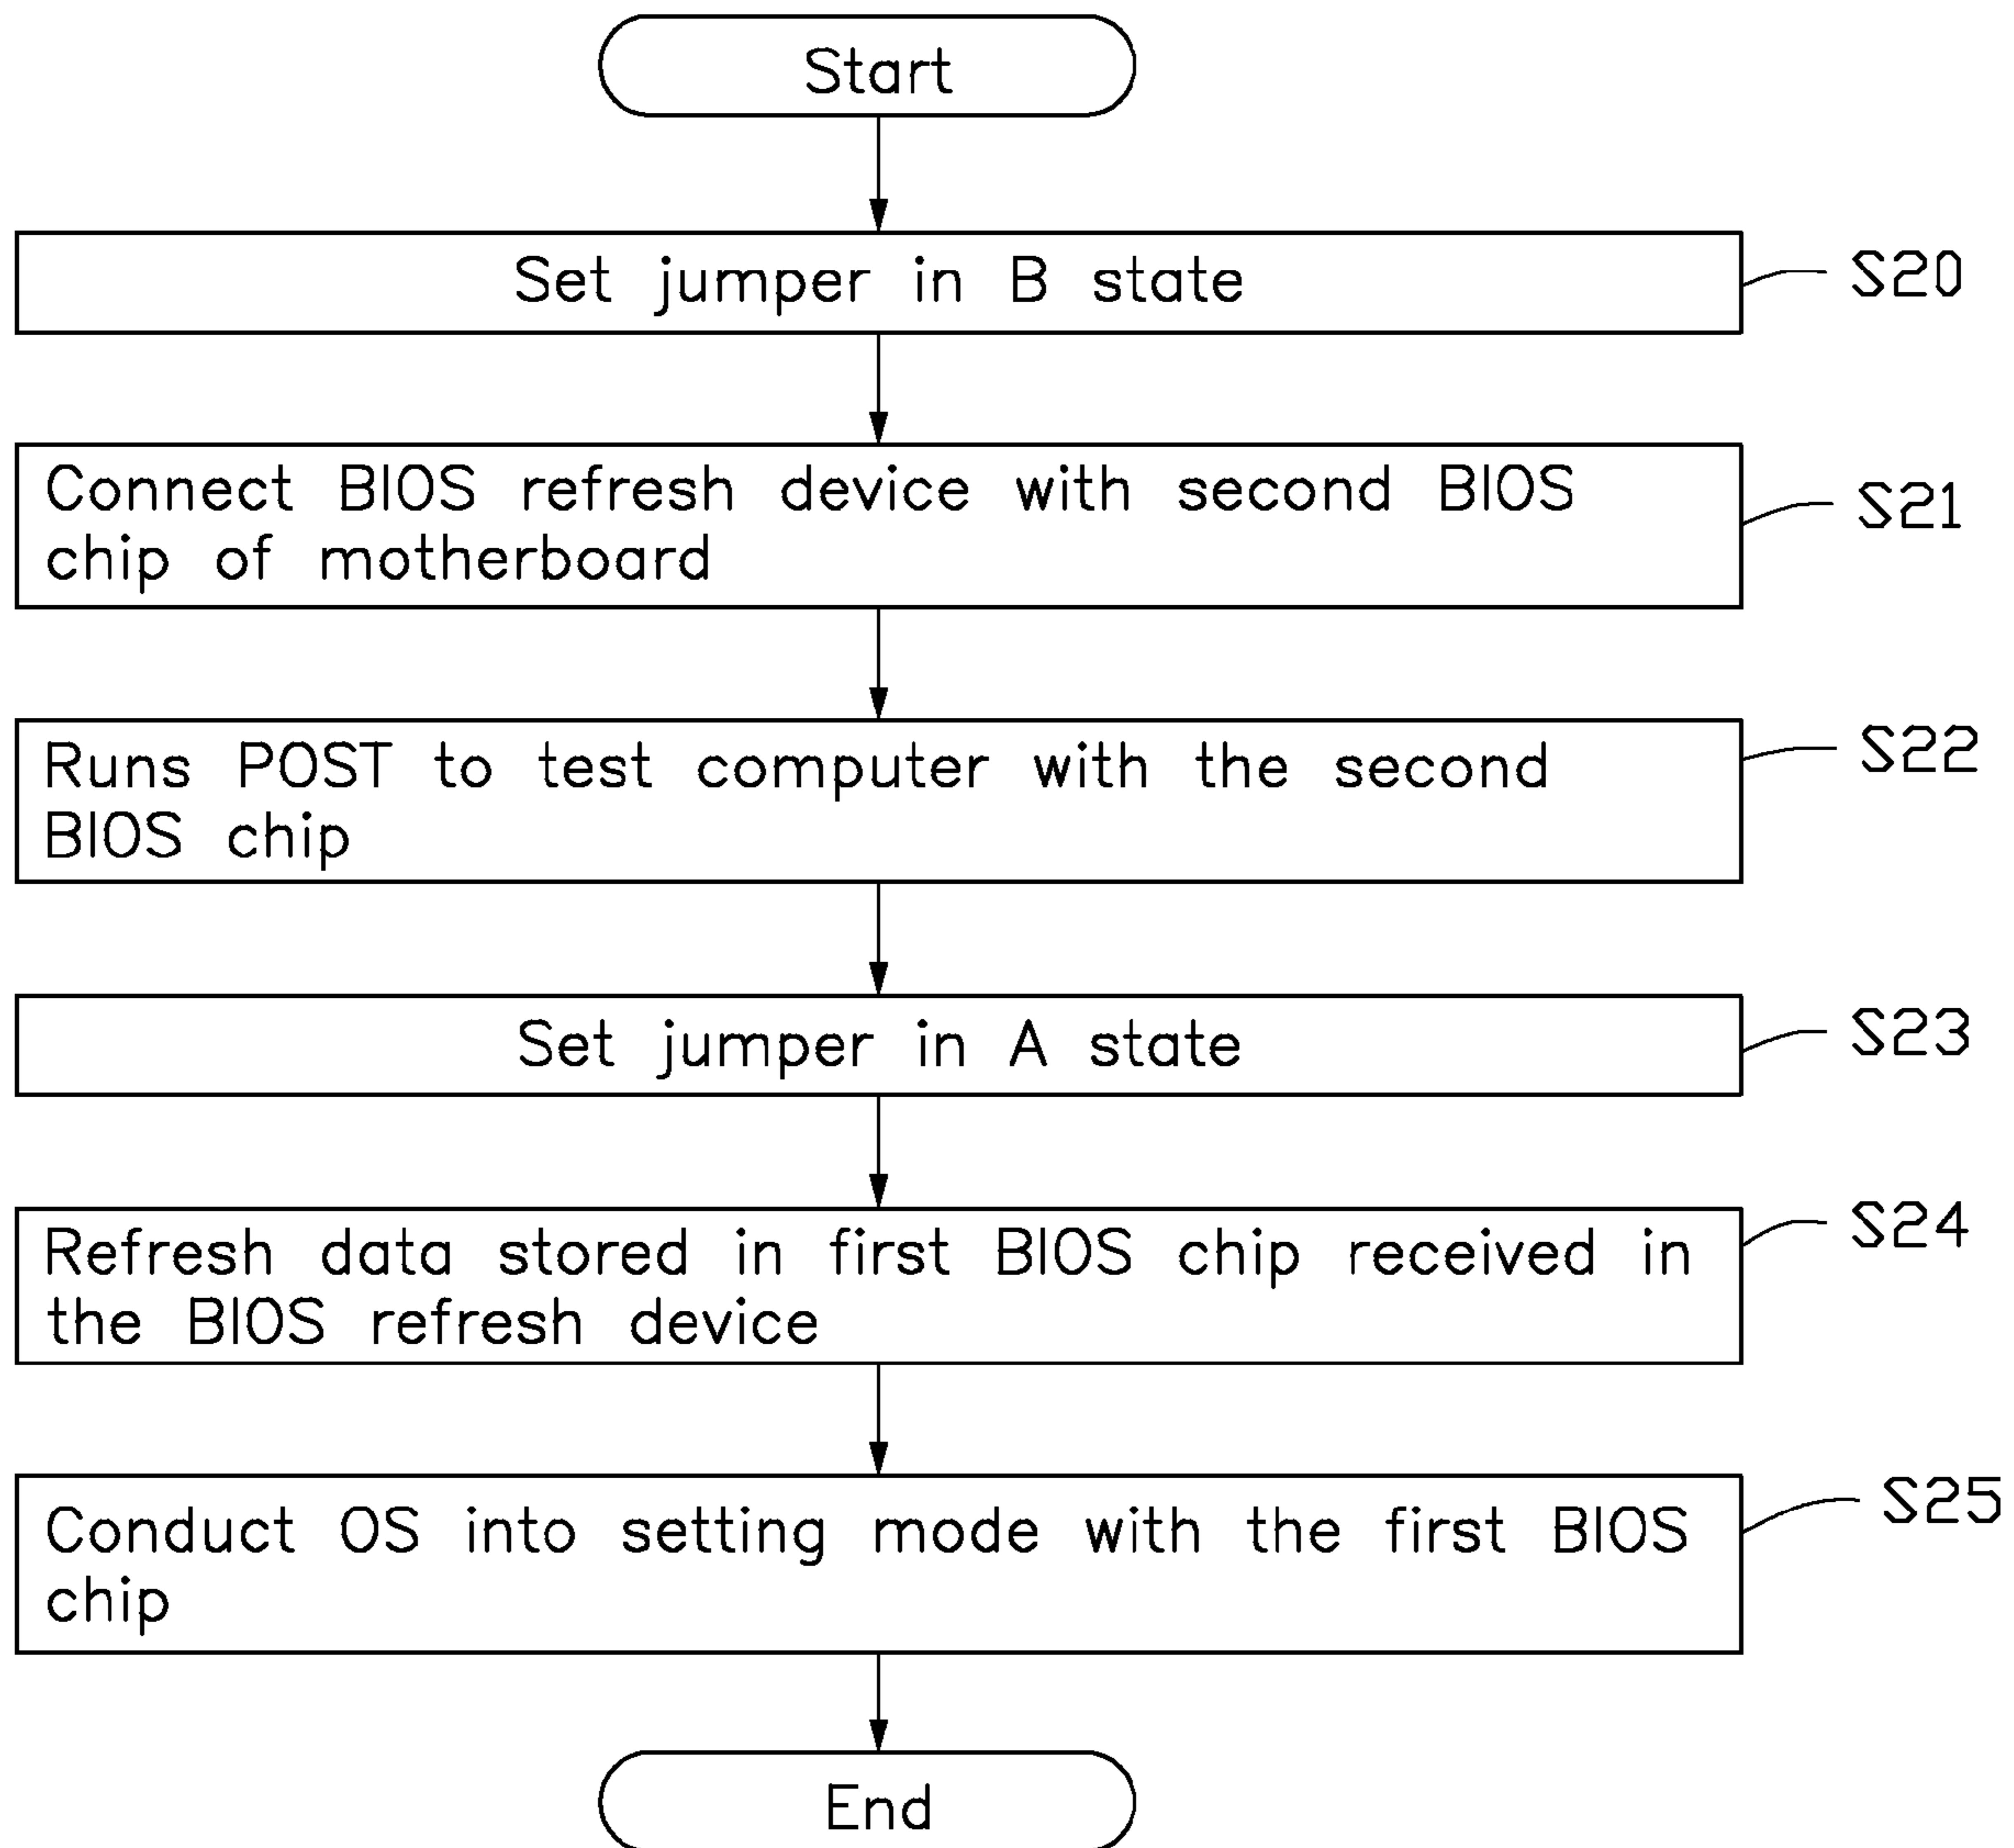 Start
Set jumper in B state
S20
Connect BIOS refresh device with second BIOS
chip of motherboard
S21
Runs POST to test computer with the second
BIOS chip
S22
Set jumper in A state
S23
Refresh data stored in first BIOS chip received in
the BIOS refresh device
S24
Conduct OS into setting mode with the first BIOS
chip
S25
End